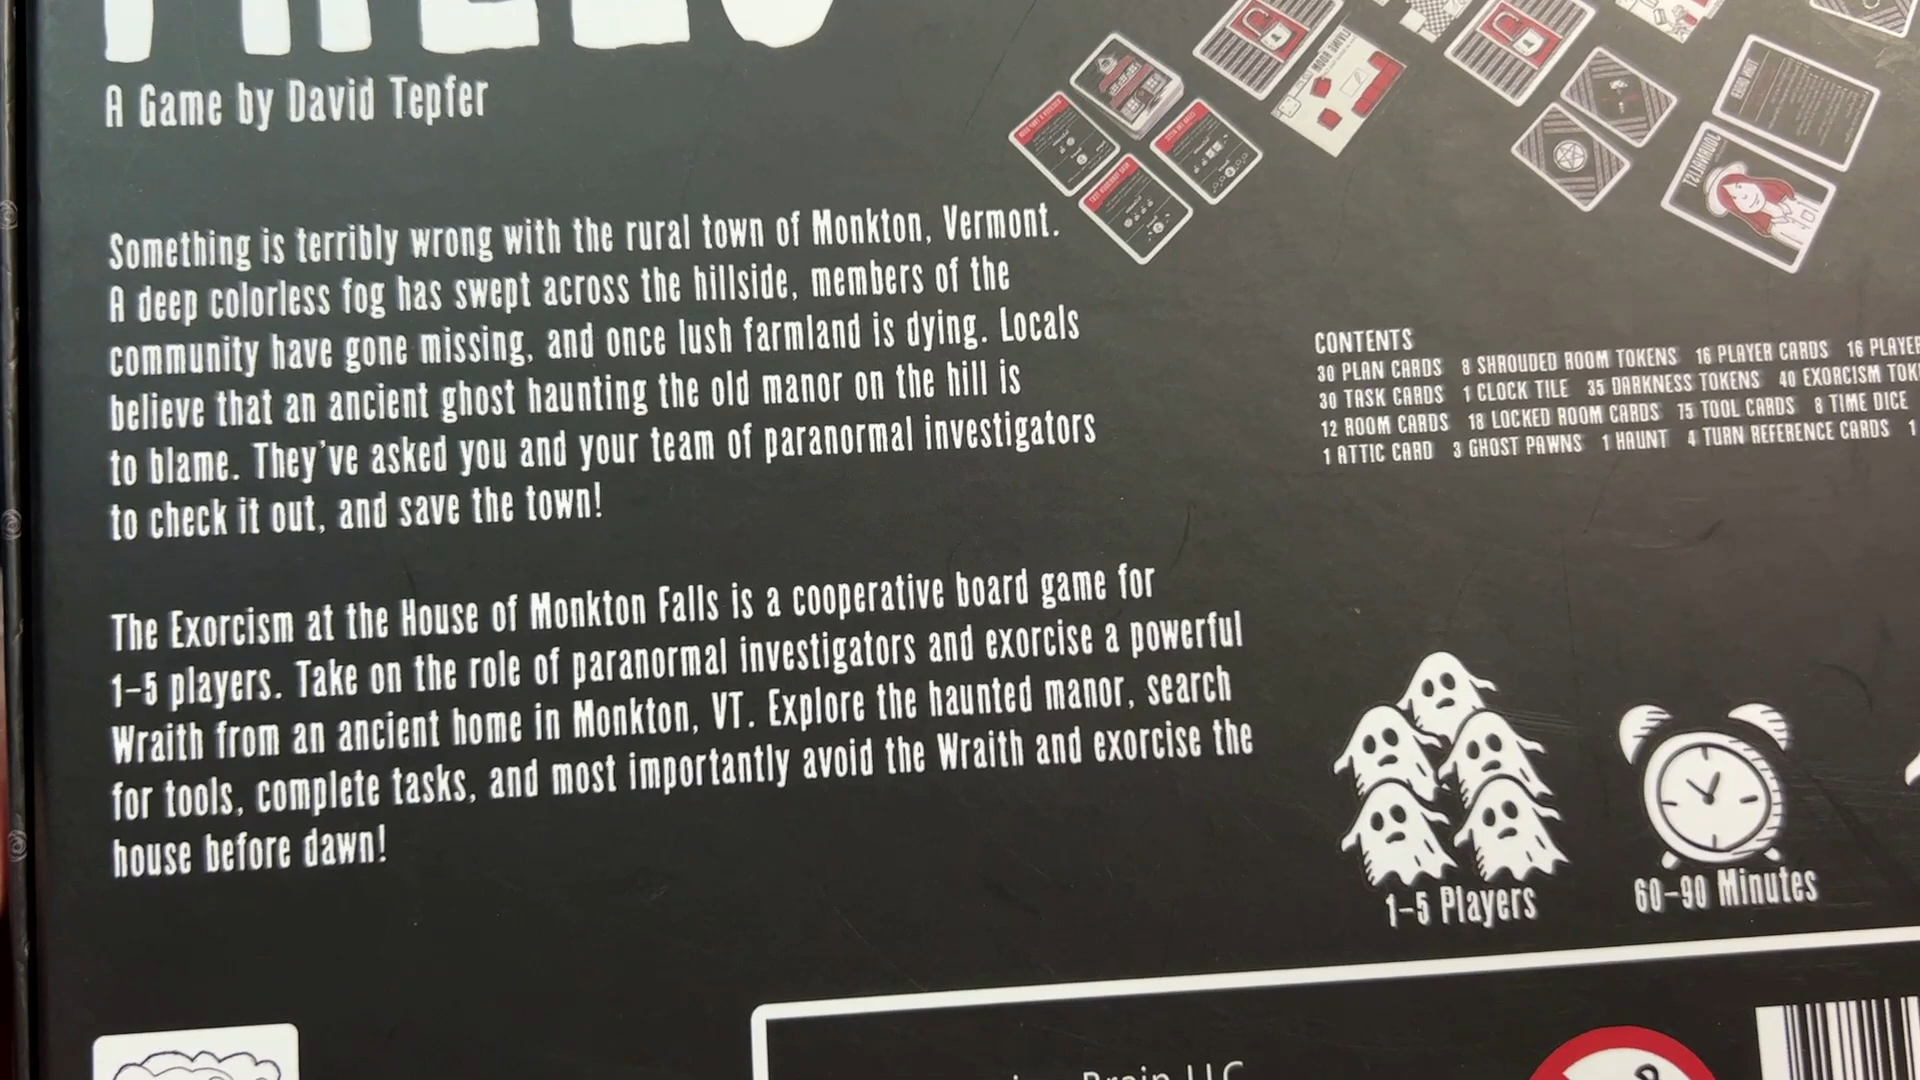 A Game by David Tepfer
Something is terribly wrong with the rural town of Monkton, Vermont.
A deep colorless fog has swept across the hillside, members of the
community have gone missing, and once lush farmland is dying. Locals
believe that an ancient ghost haunting the old manor on the hill is
to blame. They've asked you and your team of paranormal investigators
to check it out, and save the town!
The Exorcism at the House of Monkton Falls is a cooperative board game for
1-5 players. Take on the role of paranormal investigators and exorcise a powerful
Wraith from an ancient home in Monkton, VT. Explore the haunted manor, search
for tools, complete tasks, and most importantly avoid the Wraith and exorcise the
house before dawn!
JOURNALIST
CONTENTS
30 PLAN CARDS 8 SHROUDED ROOM TOKENS 16 PLAYER CARDS 16 PLAYER
30 TASK CARDS 1 CLOCK TILE 35 DARKNESS TOKENS 40 EXORCISM
12 ROOM CARDS 18 LOCKED ROOM CARDS 75 TOOL CARDS 8 TIME DICE
1 ATTIC CARD 3 GHOST PAWNS 1 HAUNT 4 TURN REFERENCE CARDS 1
1-5 Players
60-90 Minutes
Brain LLC